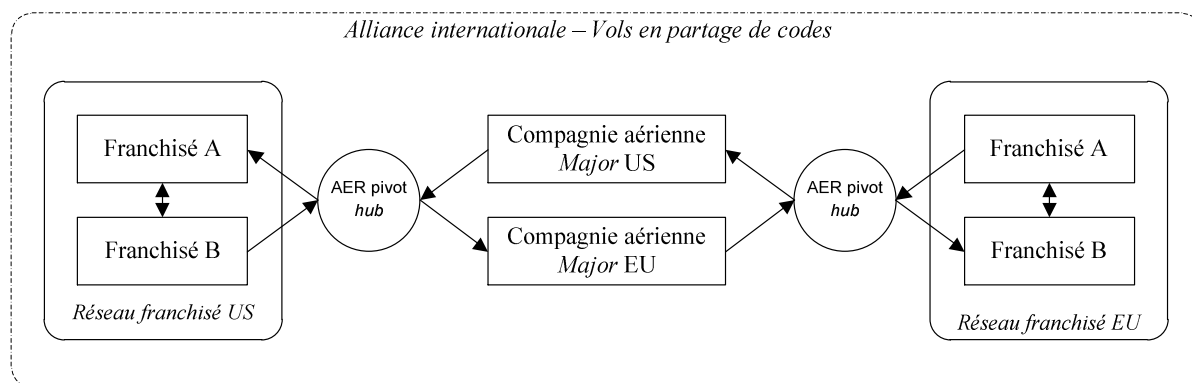 Alliance internationale – Vols en partage de codes
Franchisé A
Franchisé B
Réseau franchisé US
AER pivot
hub
Compagnie aérienne
Major US
Compagnie aérienne
Major EU
AER pivot
hub
Franchisé A
Franchisé B
Réseau franchisé EU